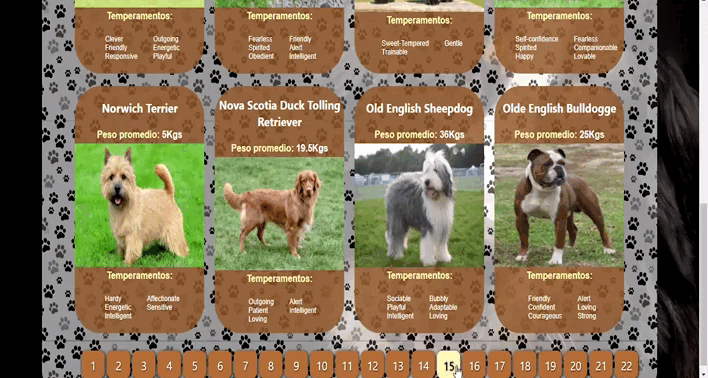 Temperamentos: Temperamentos: Temperamentos: Temperamentos:
Clever Outgoing
Friendly Energetic
Responsive Playful
Fearless Friendly
Spirited Alert
Obedient Intelligent
Sweet-Tempered Gentle
Trainable
Self-confidence Fearless
Spirited Companionable
Happy Lovable
Norwich Terrier
Peso promedio: 5Kgs
Temperamentos:
Hardy Affectionate
Energetic Sensitive
Intelligent
Nova Scotia Duck Tolling
Retriever
Peso promedio: 19.5Kgs
Temperamentos:
Outgoing Alert
Patient Intelligent
Loving
Old English Sheepdog
Peso promedio: 36Kgs
Temperamentos:
Sociable Bubbly
Playful Adaptable
Intelligent Loving
Olde English Bulldogge
Peso promedio: 25Kgs
Temperamentos:
Friendly Alert
Confident Loving
Courageous Strong
1 2 3 4 5 6 7 8 9 10 11 12 13 14 15 16 17 18 19 20 21 22